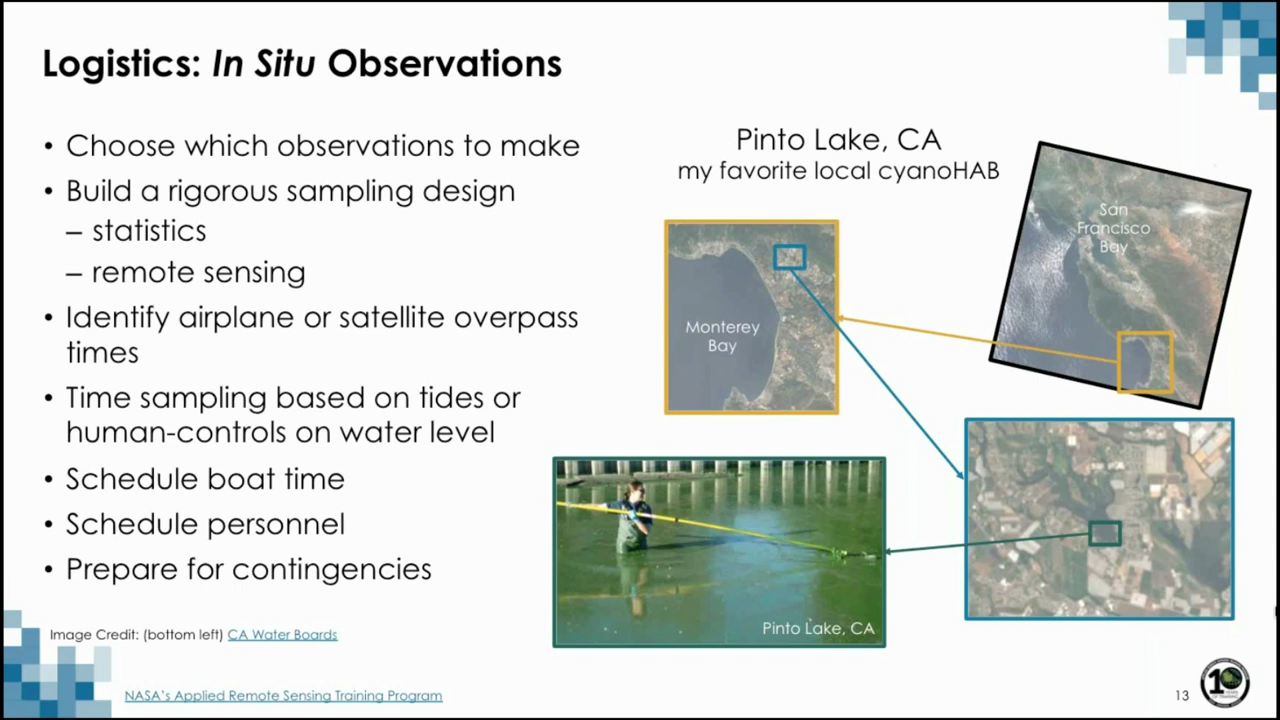 Logistics: In Situ Observations
• Choose which observations to make
• Build a rigorous sampling design
– statistics
– remote sensing
• Identify airplane or satellite overpass
times
• Time sampling based on tides or
human-controls on water level
• Schedule boat time
• Schedule personnel
• Prepare for contingencies
Pinto Lake, CA
my favorite local cyanoHAB
San
Francisco
Bay
Monterey
Bay
Pinto Lake, CA
Image Credit: (bottom left) CA Water Boards
NASA's Applied Remote Sensing Training Program
13
10